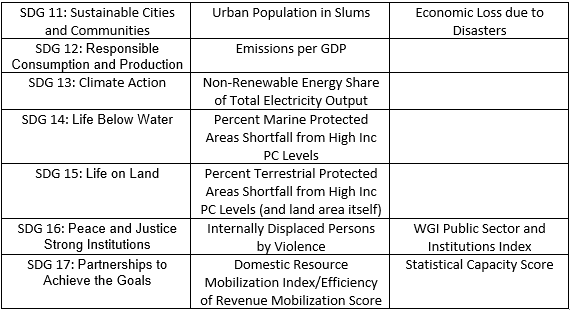 SDG 11: Sustainable Cities and Communities
Urban Population in Slums
Economic Loss due to Disasters
SDG 12: Responsible Consumption and Production
Emissions per GDP
SDG 13: Climate Action
Non-Renewable Energy Share of Total Electricity Output
SDG 14: Life Below Water
Percent Marine Protected Areas Shortfall from High Inc PC Levels
SDG 15: Life on Land
Percent Terrestrial Protected Areas Shortfall from High Inc PC Levels (and land area itself)
SDG 16: Peace and Justice Strong Institutions
Internally Displaced Persons by Violence
WGI Public Sector and Institutions Index
SDG 17: Partnerships to Achieve the Goals
Domestic Resource Mobilization Index/Efficiency of Revenue Mobilization Score
Statistical Capacity Score